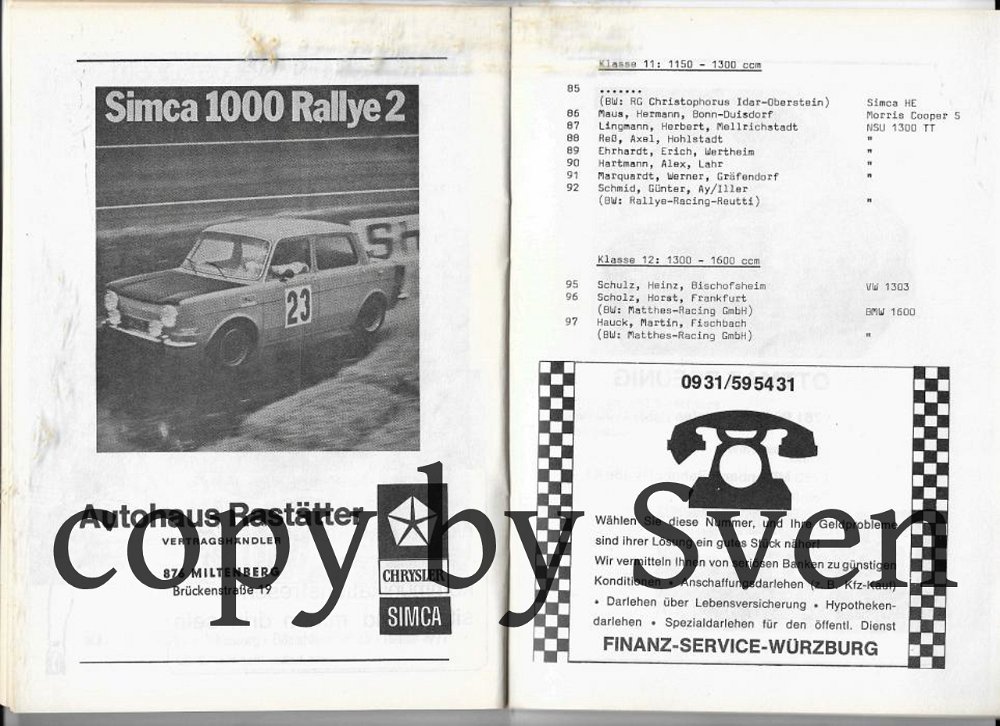 Simca 1000 Rallye 2
23
Autohaus Rastätter
VERTRAGSHÄNDLER
876 MILTENBERG
Brückenstraße 17
CHRYSLER
SIMCA
Klasse 11: 1150 - 1300 ccm
85 .......
(BW: RG Christophorus Idar-Oberstein) Simca HE
86 Maus, Hermann, Bonn-Duisdorf Morris Cooper S
87 Lingmann, Herbert, Mellrichstadt NSU 1300 TT
88 Reß, Axel, Hohlstadt "
89 Ehrhardt, Erich, Wertheim "
90 Hartmann, Alex, Lahr "
91 Marquardt, Werner, Gräfendorf "
92 Schmid, Günter, Ay/Iller
(BW: Rallye-Racing-Reutti) "
Klasse 12: 1300 - 1600 ccm
95 Schulz, Heinz, Bischofsheim VW 1303
96 Scholz, Horst, Frankfurt
(BW: Matthes-Racing GmbH) BMW 1600
97 Hauck, Martin, Fischbach
(BW: Matthes-Racing GmbH) "
0931/595431
Wählen Sie diese Nummer, und Ihre Geldprobleme
sind ihrer Lösung ein gutes Stück näher!
Wir vermitteln Ihnen von seriösen Banken zu günstigen
Konditionen • Anschaffungsdarlehen (z. B. Kfz-Kauf)
• Darlehen über Lebensversicherung • Hypotheken-
darlehen • Spezialdarlehen für den öffentl. Dienst
FINANZ-SERVICE-WÜRZBURG
copy by Sven